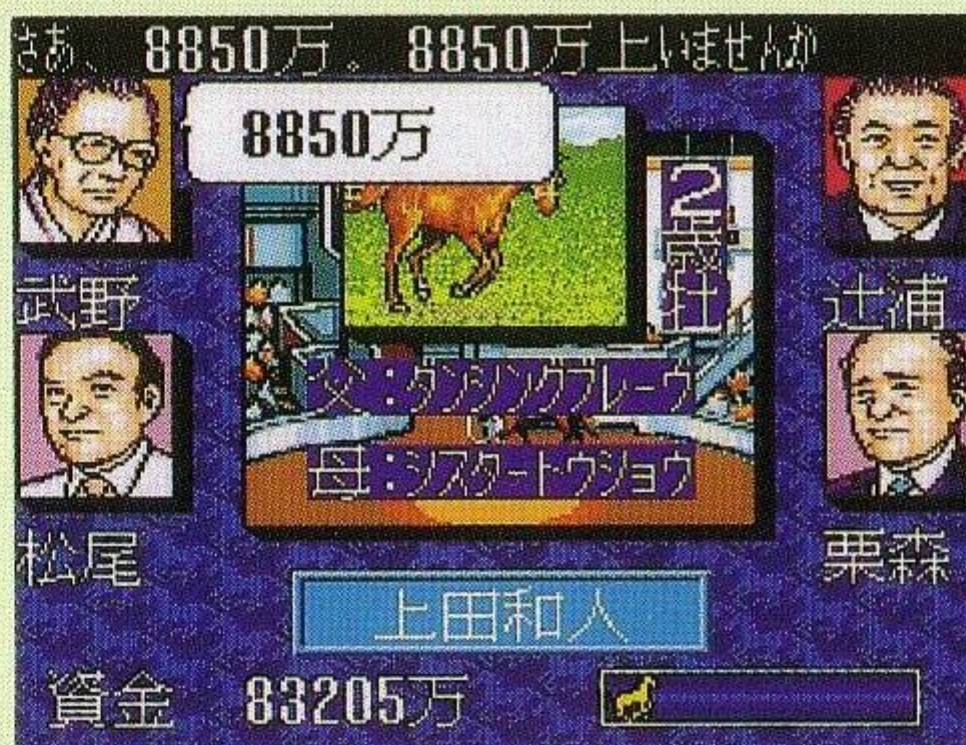 さあ、8850万。8850万上いませんか
8850万
2歳牡
武野
辻浦
父：ダンシングブレーヴ
母：シスタートウショウ
松尾
栗森
上田和人
資金 83205万